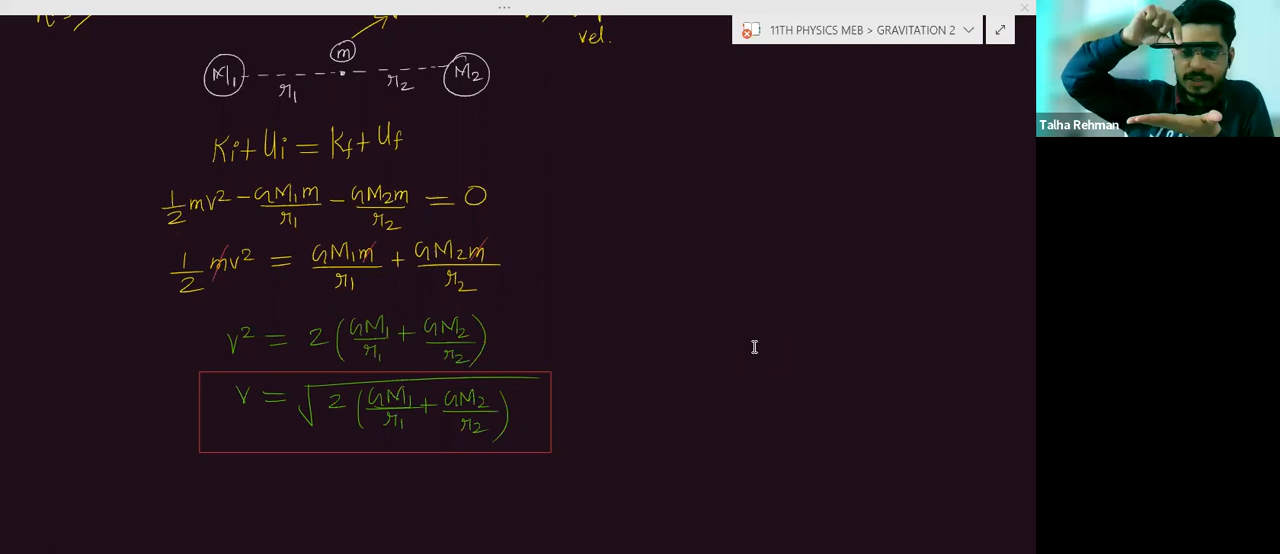 11TH PHYSICS MEB > GRAVITATION 2
vel.
m
M₁ r₁ r₂ M₂
Ki + Ui = Kf + Uf
1/2 mv² - GM₁m/r₁ - GM₂m/r₂ = 0
1/2 mv² = GM₁m/r₁ + GM₂m/r₂
v² = 2 (GM₁/r₁ + GM₂/r₂)
v = √2 (GM₁/r₁ + GM₂/r₂)
Talha Rehman